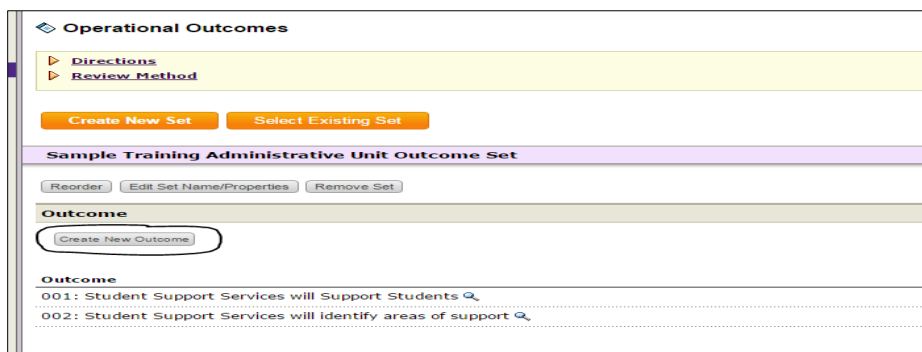 Operational Outcomes
Directions
Review Method
Create New Set Select Existing Set
Sample Training Administrative Unit Outcome Set
Reorder Edit Set Name/Properties Remove Set
Outcome
Create New Outcome
Outcome
001: Student Support Services will Support Students
002: Student Support Services will identify areas of support